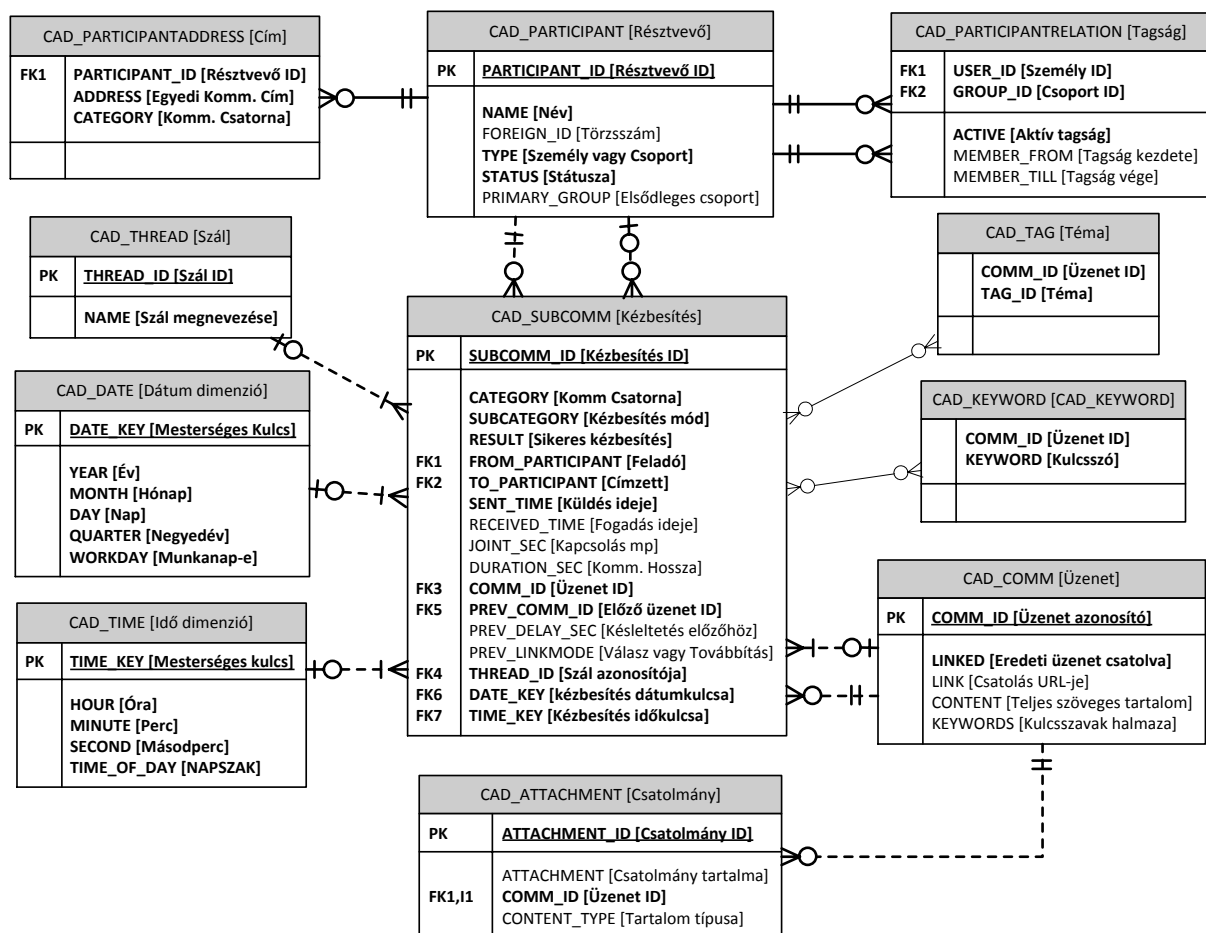 CAD_PARTICIPANTADDRESS [Cím]
FK1 PARTICIPANT_ID [Résztvevő ID]
ADDRESS [Egyedi Komm. Cím]
CATEGORY [Komm. Csatorna]
CAD_PARTICIPANT [Résztvevő]
PK PARTICIPANT_ID [Résztvevő ID]
NAME [Név]
FOREIGN_ID [Törzsszám]
TYPE [Személy vagy Csoport]
STATUS [Státusza]
PRIMARY_GROUP [Elsődleges csoport]
CAD_PARTICIPANTRELATION [Tagság]
FK1 USER_ID [Személy ID]
FK2 GROUP_ID [Csoport ID]
ACTIVE [Aktív tagság]
MEMBER_FROM [Tagság kezdete]
MEMBER_TILL [Tagság vége]
CAD_THREAD [Szál]
PK THREAD_ID [Szál ID]
NAME [Szál megnevezése]
CAD_TAG [Téma]
COMM_ID [Üzenet ID]
TAG_ID [Téma]
CAD_SUBCOMM [Kézbesítés]
PK SUBCOMM_ID [Kézbesítés ID]
CATEGORY [Komm Csatorna]
SUBCATEGORY [Kézbesítés mód]
RESULT [Sikeres kézbesítés]
FK1 FROM_PARTICIPANT [Feladó]
FK2 TO_PARTICIPANT [Címzett]
SENT_TIME [Küldés ideje]
RECEIVED_TIME [Fogadás ideje]
JOINT_SEC [Kapcsolás mp]
DURATION_SEC [Komm. Hossza]
FK3 COMM_ID [Üzenet ID]
FK5 PREV_COMM_ID [Előző üzenet ID]
PREV_DELAY_SEC [Késleltetés előzőhöz]
PREV_LINKMODE [Válasz vagy Továbbítás]
FK4 THREAD_ID [Szál azonosítója]
FK6 DATE_KEY [kézbesítés dátumkulcsa]
FK7 TIME_KEY [Kézbesítés időkulcsa]
CAD_DATE [Dátum dimenzió]
PK DATE_KEY [Mesterséges Kulcs]
YEAR [Év]
MONTH [Hónap]
DAY [Nap]
QUARTER [Negyedév]
WORKDAY [Munkanap-e]
CAD_KEYWORD [CAD_KEYWORD]
COMM_ID [Üzenet ID]
KEYWORD [Kulcsszó]
CAD_TIME [Idő dimenzió]
PK TIME_KEY [Mesterséges kulcs]
HOUR [Óra]
MINUTE [Perc]
SECOND [Másodperc]
TIME_OF_DAY [NAPSZAK]
CAD_COMM [Üzenet]
PK COMM_ID [Üzenet azonosító]
LINKED [Eredeti üzenet csatolva]
LINK [Csatolás URL-je]
CONTENT [Teljes szöveges tartalom]
KEYWORDS [Kulcsszavak halmaza]
CAD_ATTACHMENT [Csatolmány]
PK ATTACHMENT_ID [Csatolmány ID]
ATTACHMENT [Csatolmány tartalma]
FK1,I1 COMM_ID [Üzenet ID]
CONTENT_TYPE [Tartalom típusa]